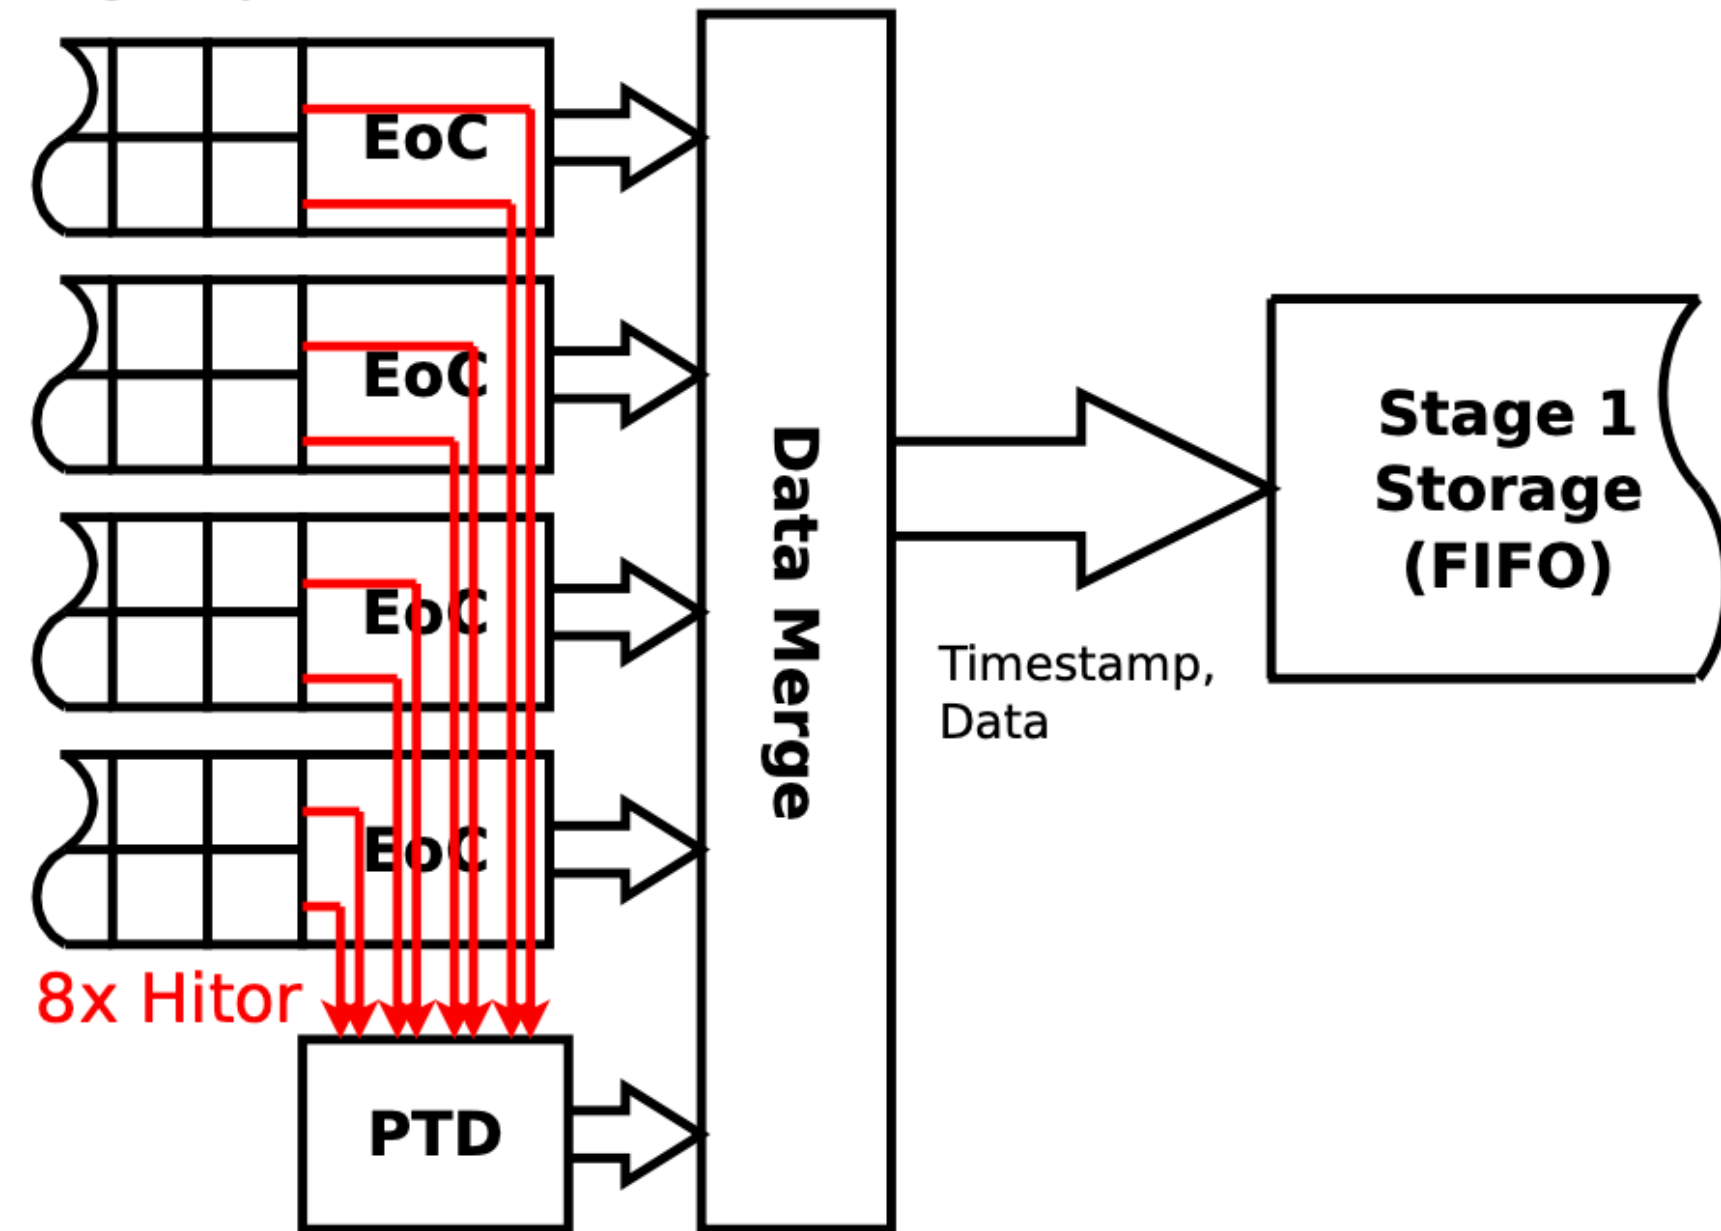 EoC
EoC
EoC
EoC
8x Hitor
PTD
Data Merge
Timestamp,
Data
Stage 1
Storage
(FIFO)